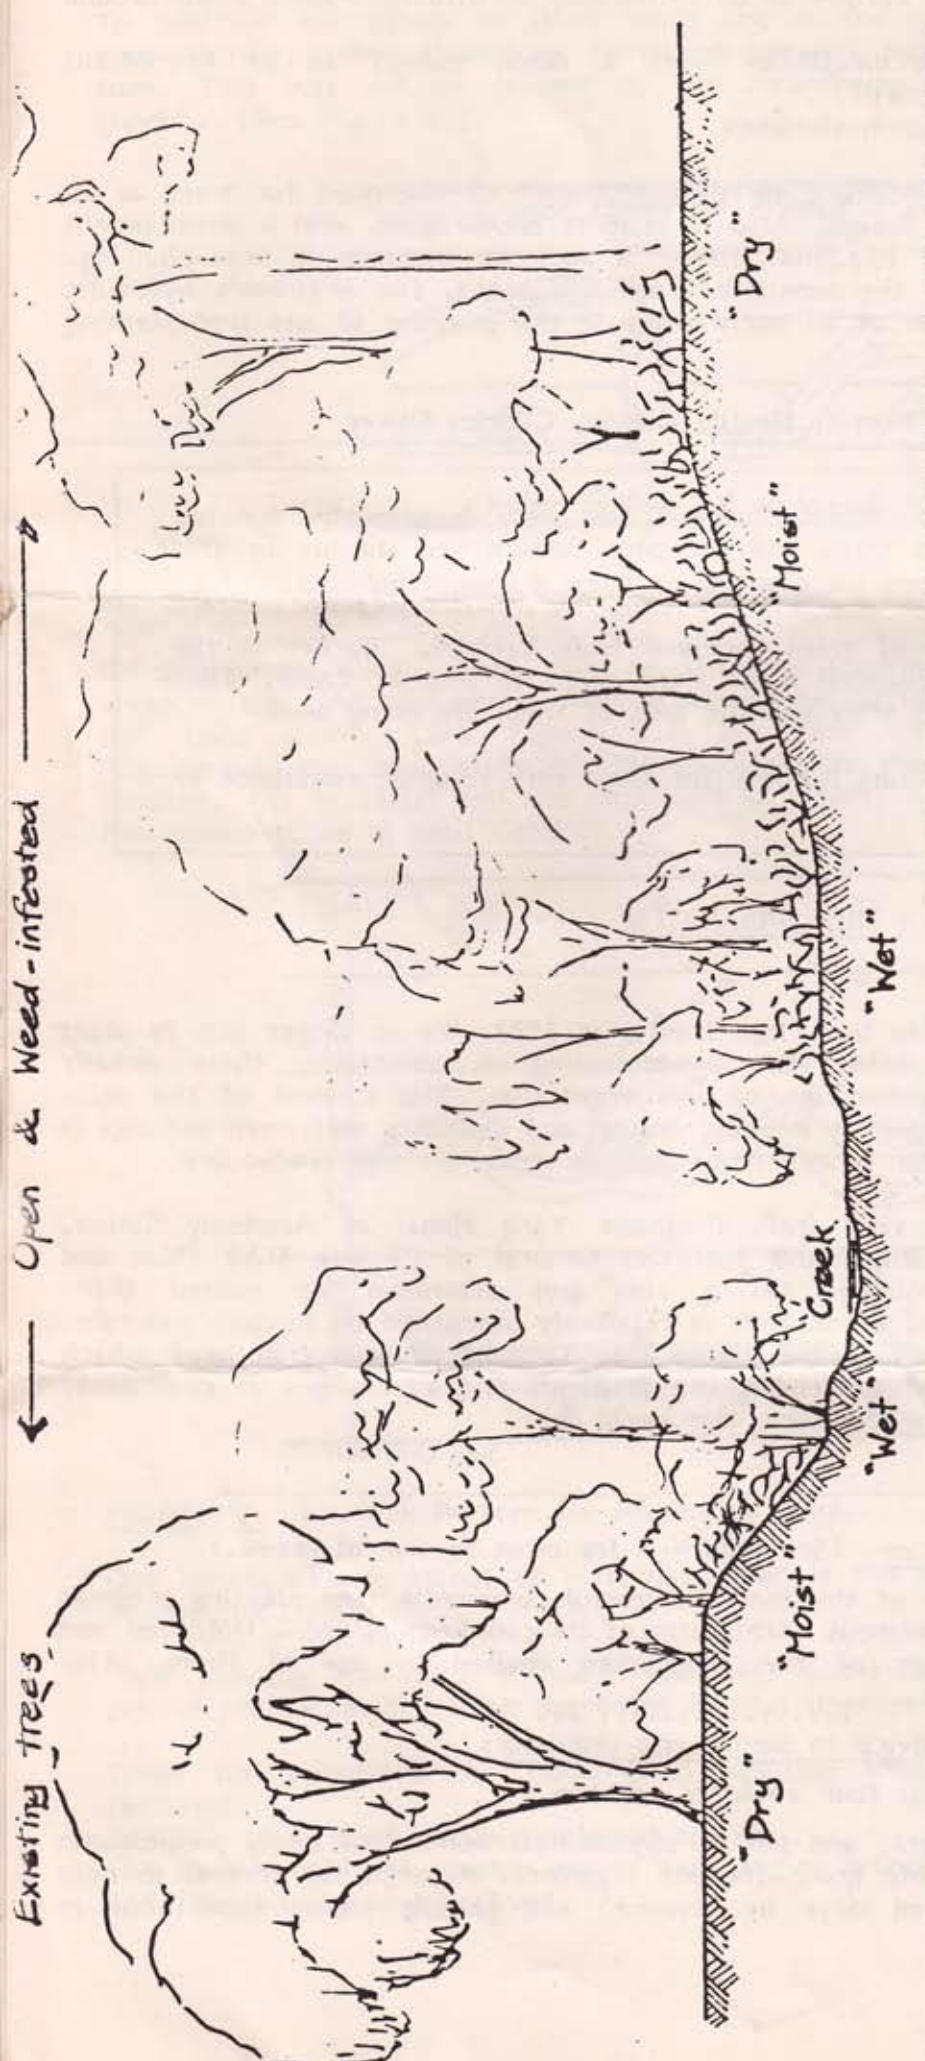 Existing trees
Open & Weed-infested
Creek
"Dry"
"Moist"
"Wet"
"Wet"
"Moist"
"Dry"